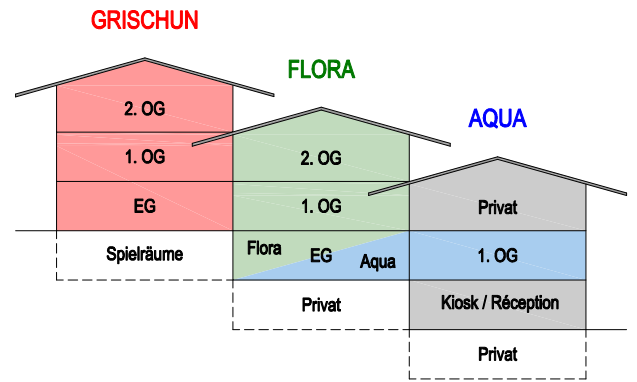 GRISCHUN
FLORA
AQUA
2. OG
1. OG
EG
Spielräume
2. OG
1. OG
Flora
EG
Aqua
Privat
Privat
1. OG
Kiosk / Réception
Privat